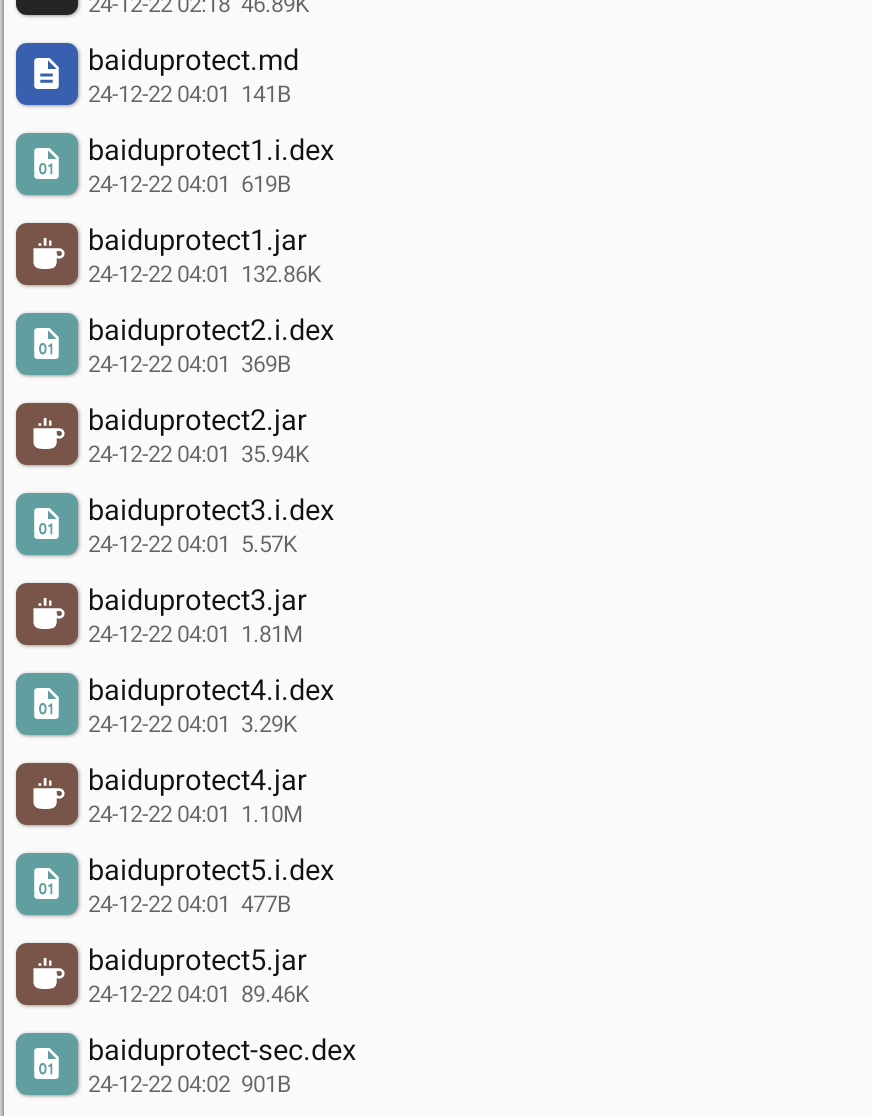 24-12-22 02:18 46.89K
baiduprotect.md
24-12-22 04:01 141B
01
baiduprotect1.i.dex
24-12-22 04:01 619B
baiduprotect1.jar
24-12-22 04:01 132.86K
01
baiduprotect2.i.dex
24-12-22 04:01 369B
baiduprotect2.jar
24-12-22 04:01 35.94K
01
baiduprotect3.i.dex
24-12-22 04:01 5.57K
baiduprotect3.jar
24-12-22 04:01 1.81M
01
baiduprotect4.i.dex
24-12-22 04:01 3.29K
baiduprotect4.jar
24-12-22 04:01 1.10M
01
baiduprotect5.i.dex
24-12-22 04:01 477B
baiduprotect5.jar
24-12-22 04:01 89.46K
01
baiduprotect-sec.dex
24-12-22 04:02 901B